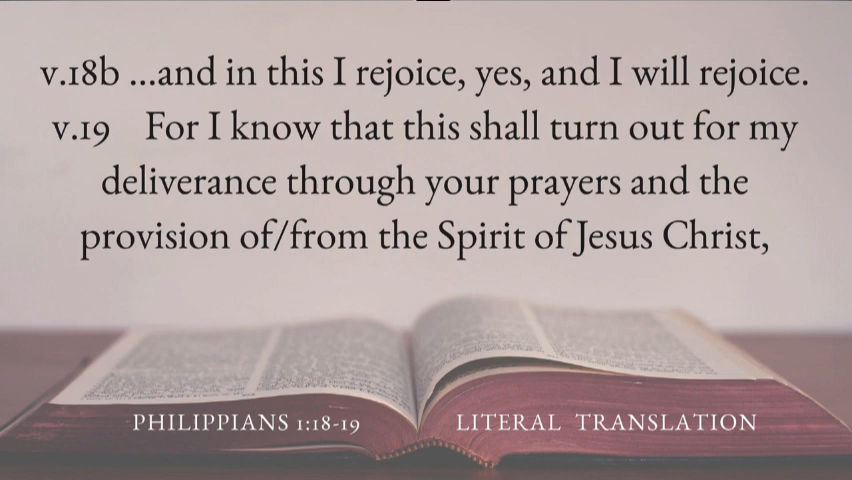 v.18b ...and in this I rejoice, yes, and I will rejoice.
v.19 For I know that this shall turn out for my
deliverance through your prayers and the
provision of/from the Spirit of Jesus Christ,
PHILIPPIANS 1:18-19 LITERAL TRANSLATION